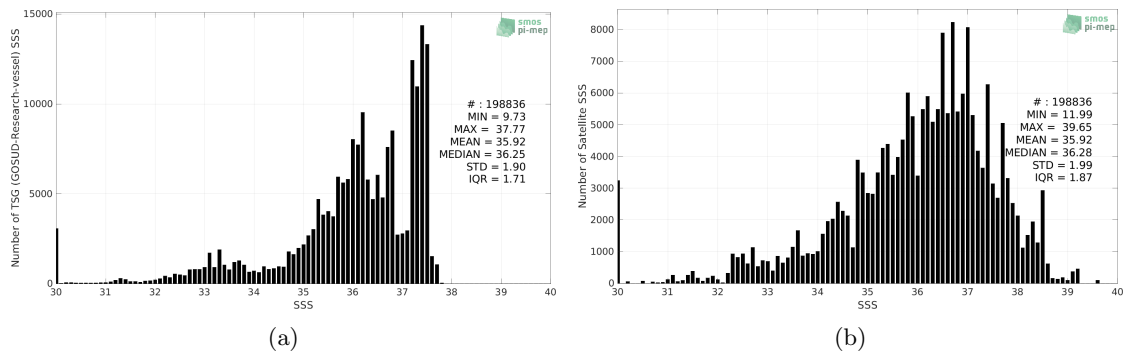 15000
10000
5000
0
Number of TSG (GOSUD-Research-vessel) SSS
smos
pi-mep
# : 198836
MIN = 9.73
MAX = 37.77
MEAN = 35.92
MEDIAN = 36.25
STD = 1.90
IQR = 1.71
30 31 32 33 34 35 36 37 38 39 40
SSS
(a)
8000
7000
6000
5000
4000
3000
2000
1000
0
Number of Satellite SSS
smos
pi-mep
# : 198836
MIN = 11.99
MAX = 39.65
MEAN = 35.92
MEDIAN = 36.28
STD = 1.99
IQR = 1.87
30 31 32 33 34 35 36 37 38 39 40
SSS
(b)